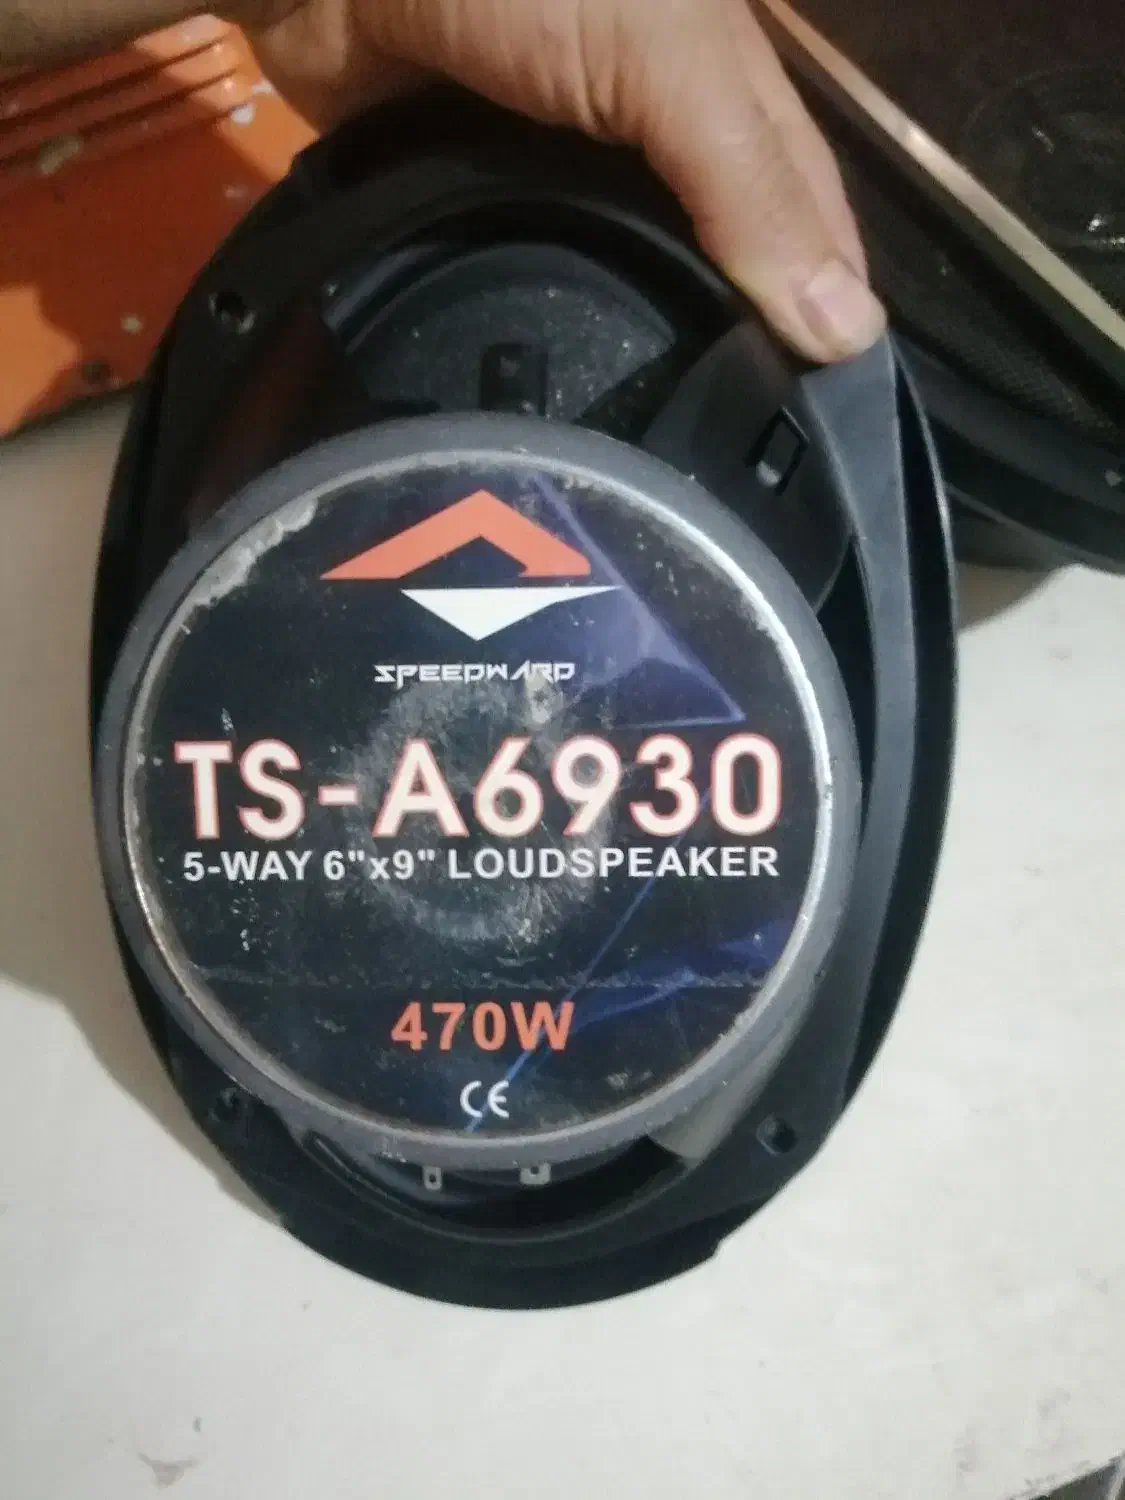 SPEEDWARD
TS-A6930
5-WAY 6"x9" LOUDSPEAKER
470W
CE